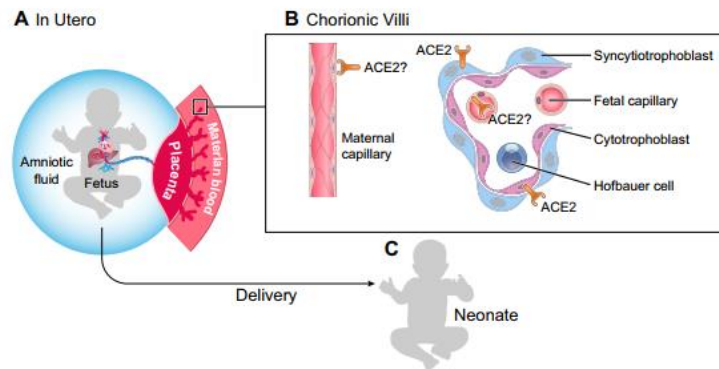 A In Utero
Amniotic
fluid
Fetus
Placenta
Materlan blood
B Chorionic Villi
ACE2?
Maternal
capillary
ACE2
ACE2?
ACE2
Syncytiotrophoblast
Fetal capillary
Cytotrophoblast
Hofbauer cell
Delivery
C
Neonate